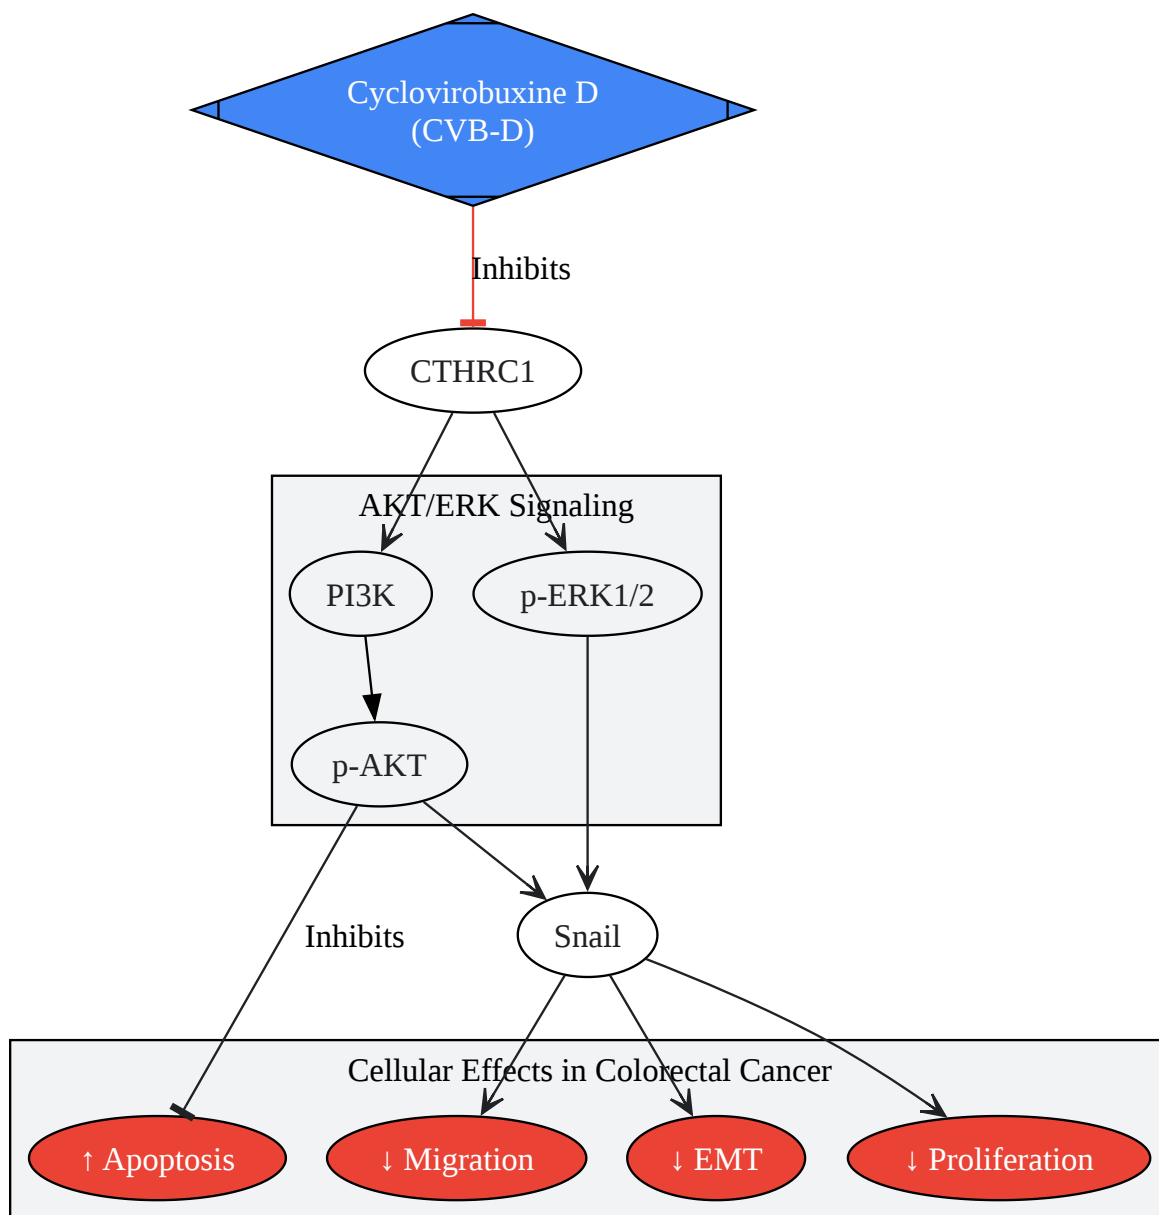 Cyclovirobuxine D
(CVB-D)
Inhibits
CTHRC1
AKT/ERK Signaling
PI3K
p-ERK1/2
p-AKT
Inhibits
Snail
Cellular Effects in Colorectal Cancer
↑ Apoptosis
↓ Migration
↓ EMT
↓ Proliferation